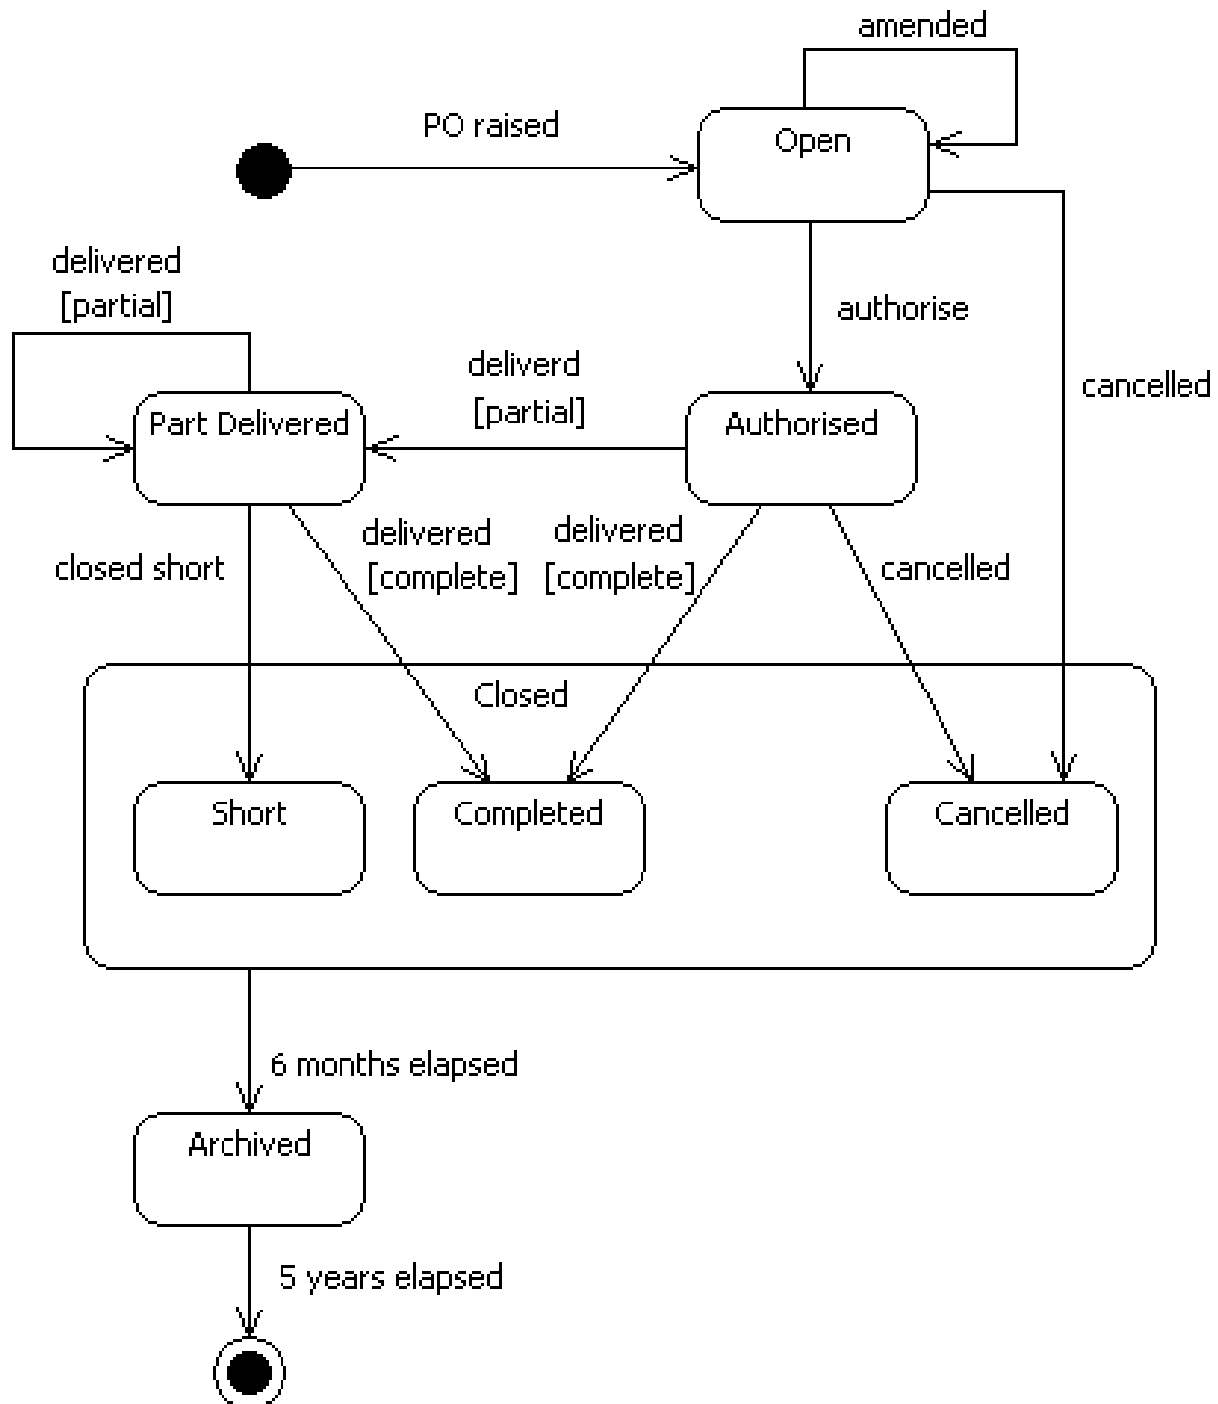 amended
PO raised
Open
delivered
[partial]
authorise
deliverd
[partial]
cancelled
Part Delivered
Authorised
delivered
[complete]
delivered
[complete]
closed short
cancelled
Closed
Short
Completed
Cancelled
6 months elapsed
Archived
5 years elapsed